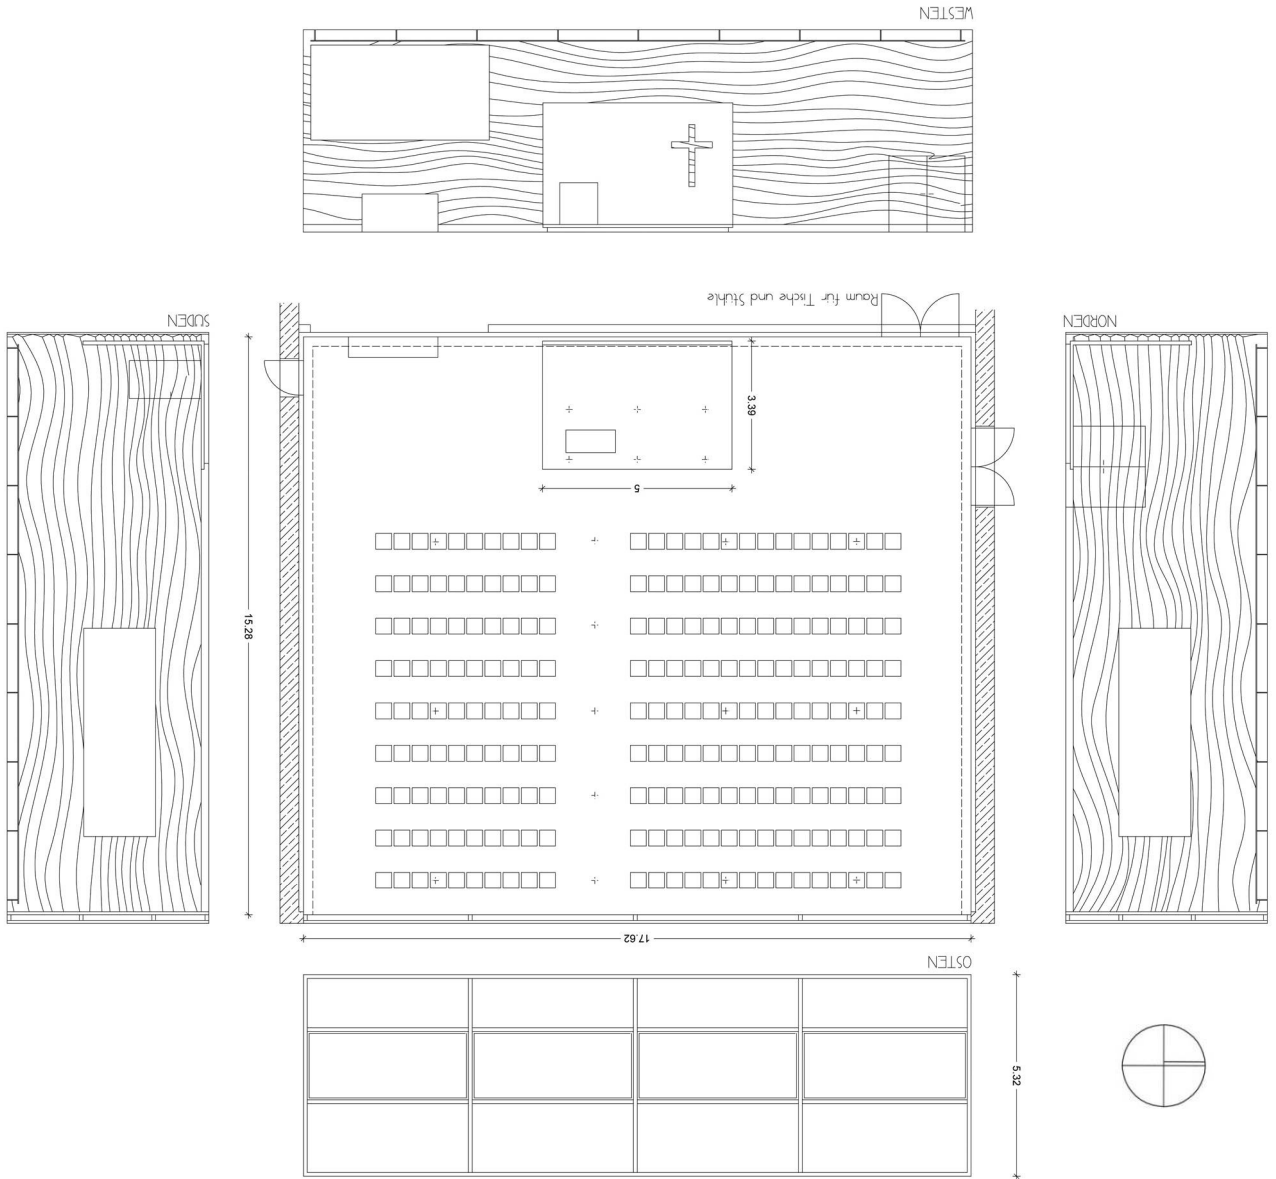 WESTEN
Raum für Tische und Stühle
SÜDEN
NORDEN
3.39
5
15.28
17.62
OSTEN
5.32